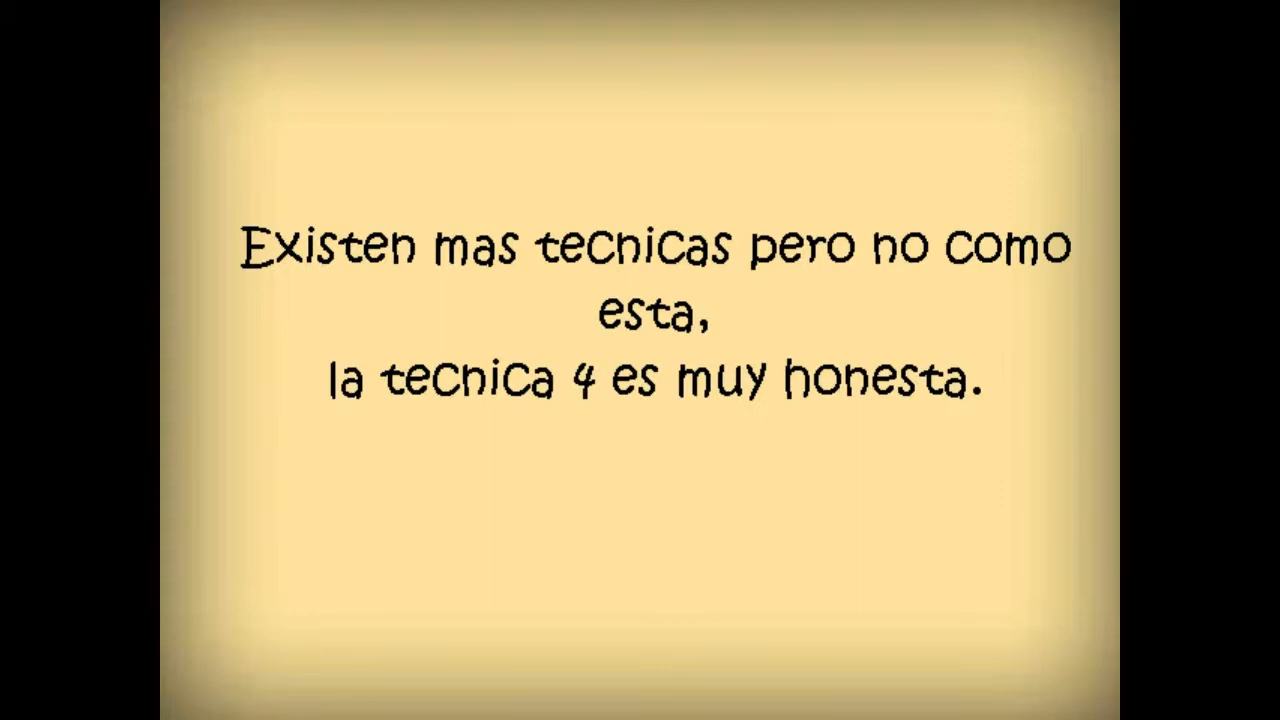 Existen mas tecnicas pero no como
esta,
la tecnica 4 es muy honesta.